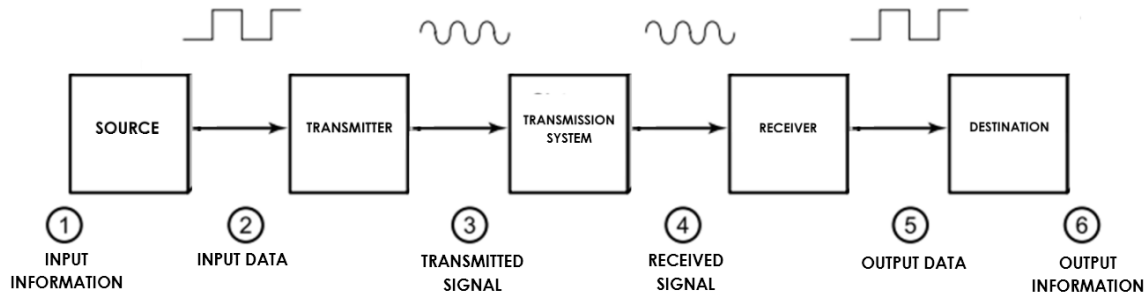 SOURCE
TRANSMITTER
TRANSMISSION
SYSTEM
RECEIVER
DESTINATION
1
2
3
4
5
6
INPUT
INFORMATION
INPUT DATA
TRANSMITTED
SIGNAL
RECEIVED
SIGNAL
OUTPUT DATA
OUTPUT
INFORMATION